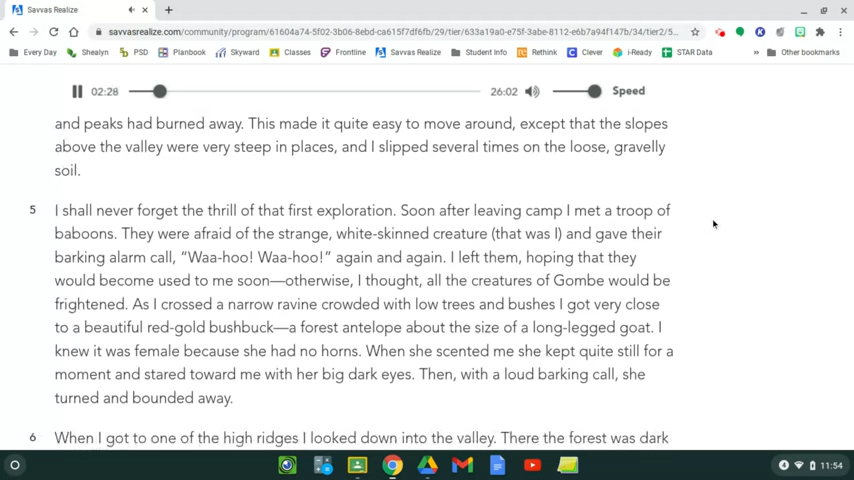 Savvas Realize
savvasrealize.com/community/program/61604a74-5f02-3b06-8ebd-ca615f7df6fb/29/tier/633a19a0-e75f-3abe-8112-e6b7a94f147b/34/tier2/5...
Every Day Shealyn PSD Planbook Skyward Classes Frontline Savvas Realize Student Info Rethink Clever i-Ready STAR Data » Other bookmarks
02:28 26:02 Speed
and peaks had burned away. This made it quite easy to move around, except that the slopes
above the valley were very steep in places, and I slipped several times on the loose, gravelly
soil.
5 I shall never forget the thrill of that first exploration. Soon after leaving camp I met a troop of
baboons. They were afraid of the strange, white-skinned creature (that was I) and gave their
barking alarm call, “Waa-hoo! Waa-hoo!” again and again. I left them, hoping that they
would become used to me soon—otherwise, I thought, all the creatures of Gombe would be
frightened. As I crossed a narrow ravine crowded with low trees and bushes I got very close
to a beautiful red-gold bushbuck—a forest antelope about the size of a long-legged goat. I
knew it was female because she had no horns. When she scented me she kept quite still for a
moment and stared toward me with her big dark eyes. Then, with a loud barking call, she
turned and bounded away.
6 When I got to one of the high ridges I looked down into the valley. There the forest was dark
11:54